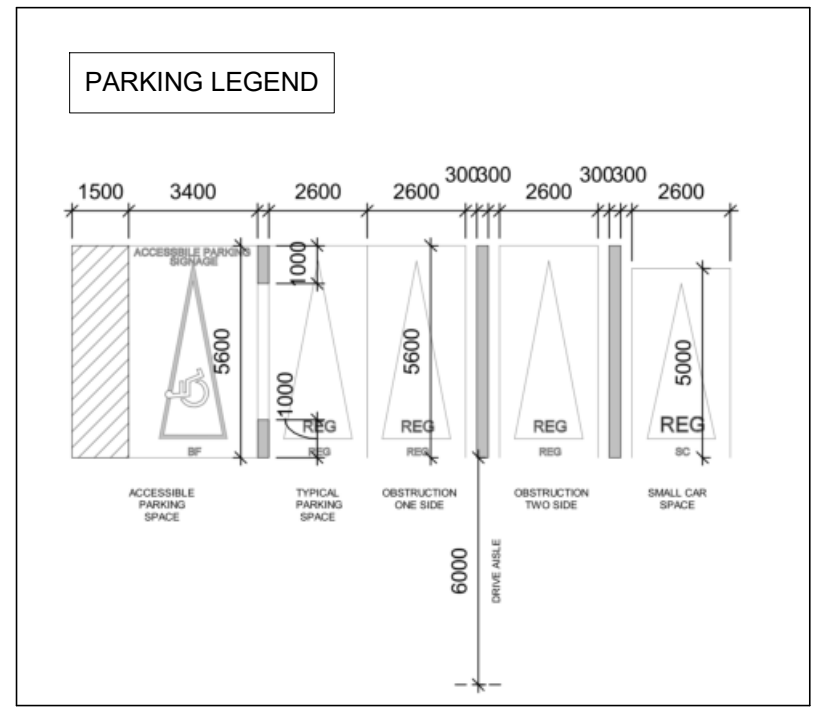 PARKING LEGEND
300300 300300
1500 3400 2600 2600 2600 2600
ACCESSBILE PARKING
SIGNAGE
1000
5600
1000
5600
5000
REG REG REG REG
BF REG REG REG SC
ACCESSIBLE
PARKING
SPACE
TYPICAL
PARKING
SPACE
OBSTRUCTION
ONE SIDE
OBSTRUCTION
TWO SIDE
SMALL CAR
SPACE
6000
DRIVE AISLE